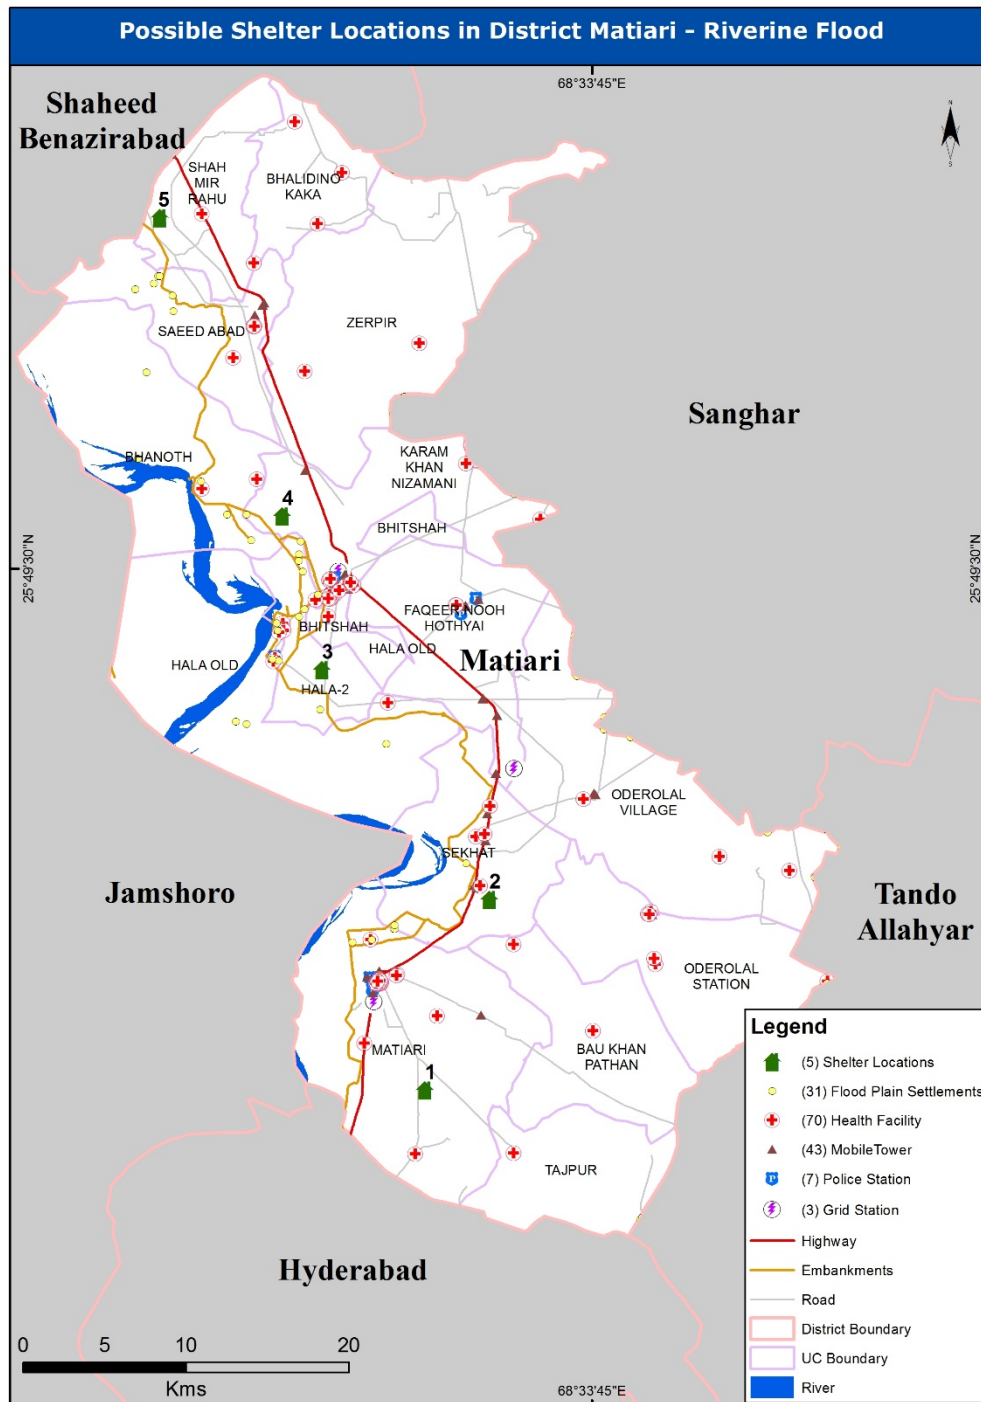 Possible Shelter Locations in District Matiari - Riverine Flood
68°33'45"E
Shaheed
Benazirabad
N
S
SHAH
MIR
RAHU
BHALIDINO
KAKA
5
ZERPIR
SAEED ABAD
Sanghar
BHANOTH
KARAM
KHAN
NIZAMANI
4
BHITSHAH
25°49'30"N
25°49'30"N
FAQEER NOOH
HOTHYAI
BHITSHAH
HALA OLD
HALA OLD
3
Matiari
HALA-2
ODEROLAL
VILLAGE
SEKHAT
2
Jamshoro
Tando
Allahyar
ODEROLAL
STATION
MATIARI
BAU KHAN
PATHAN
1
TAJPUR
Hyderabad
Legend
(5) Shelter Locations
(31) Flood Plain Settlements
(70) Health Facility
(43) MobileTower
(7) Police Station
(3) Grid Station
Highway
Embankments
Road
District Boundary
UC Boundary
River
0 5 10 20
Kms
68°33'45"E